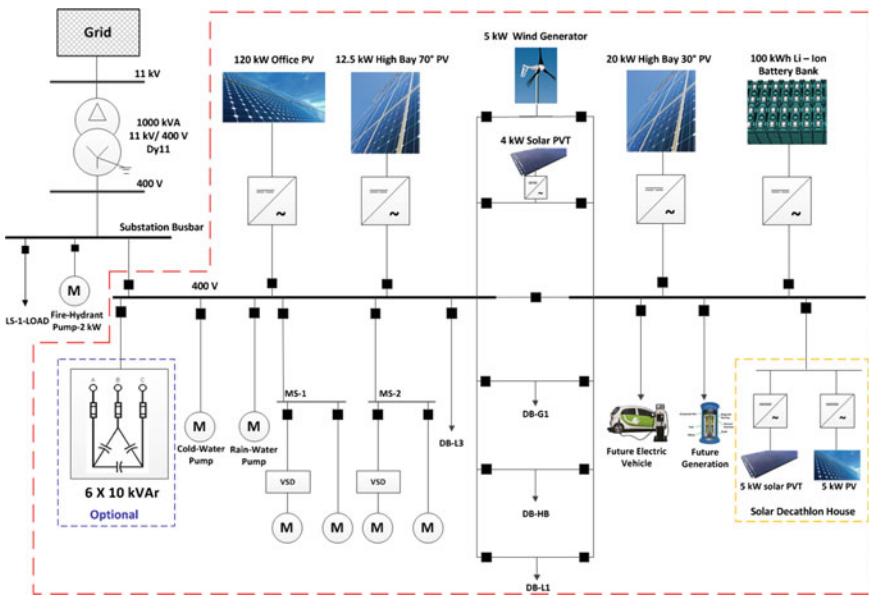 Grid
11 kV
1000 kVA
11 kV/ 400 V
Dy11
400 V
Substation Busbar
LS-1-LOAD
M
Fire-Hydrant
Pump-2 kW
120 kW Office PV
12.5 kW High Bay 70° PV
5 kW Wind Generator
4 kW Solar PVT
20 kW High Bay 30° PV
100 kWh Li – Ion
Battery Bank
~
~
~
~
~
400 V
A B C
6 X 10 kVAr
Optional
M
Cold-Water
Pump
M
Rain-Water
Pump
MS-1
VSD
M
M
MS-2
VSD
M
M
DB-L3
DB-G1
DB-HB
DB-L1
Future Electric
Vehicle
Future
Generation
~
~
5 kW solar PVT
5 kW PV
Solar Decathlon House